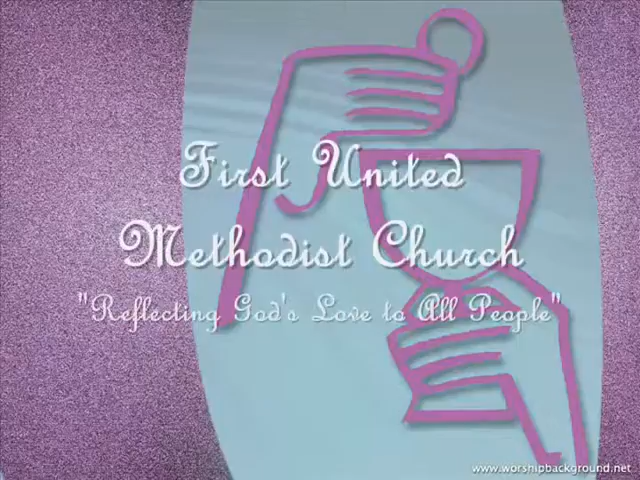 First United
Methodist Church
"Reflecting God's Love to All People"
www.worshipbackground.net